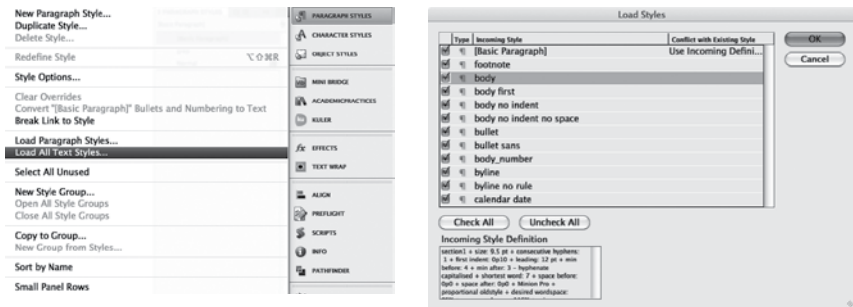 New Paragraph Style...
Duplicate Style...
Delete Style...
Redefine Style ⌥⇧⌘R
Style Options...
Clear Overrides
Convert "[Basic Paragraph]" Bullets and Numbering to Text
Break Link to Style
Load Paragraph Styles...
Load All Text Styles...
Select All Unused
New Style Group...
Open All Style Groups
Close All Style Groups
Copy to Group...
New Group from Styles...
Sort by Name
Small Panel Rows
PARAGRAPH STYLES
CHARACTER STYLES
OBJECT STYLES
MINI BRIDGE
ACADEMICPRACTICES
KULER
fx EFFECTS
TEXT WRAP
ALIGN
PREFLIGHT
SCRIPTS
INFO
PATHFINDER
Load Styles
Type Incoming Style Conflict with Existing Style
¶ [Basic Paragraph] Use Incoming Defini...
¶ footnote
¶ body
¶ body first
¶ body no indent
¶ body no indent no space
¶ bullet
¶ bullet sans
¶ body_number
¶ byline
¶ byline no rule
¶ calendar date
OK
Cancel
Check All Uncheck All
Incoming Style Definition
section1 + size: 9.5 pt + consecutive hyphens:
1 + first indent: 0p10 + leading: 12 pt + min
before: 4 + min after: 3 - hyphenate
capitalised + shortest word: 7 + space before:
0p0 + space after: 0p0 + Minion Pro +
proportional oldstyle + desired wordspace: